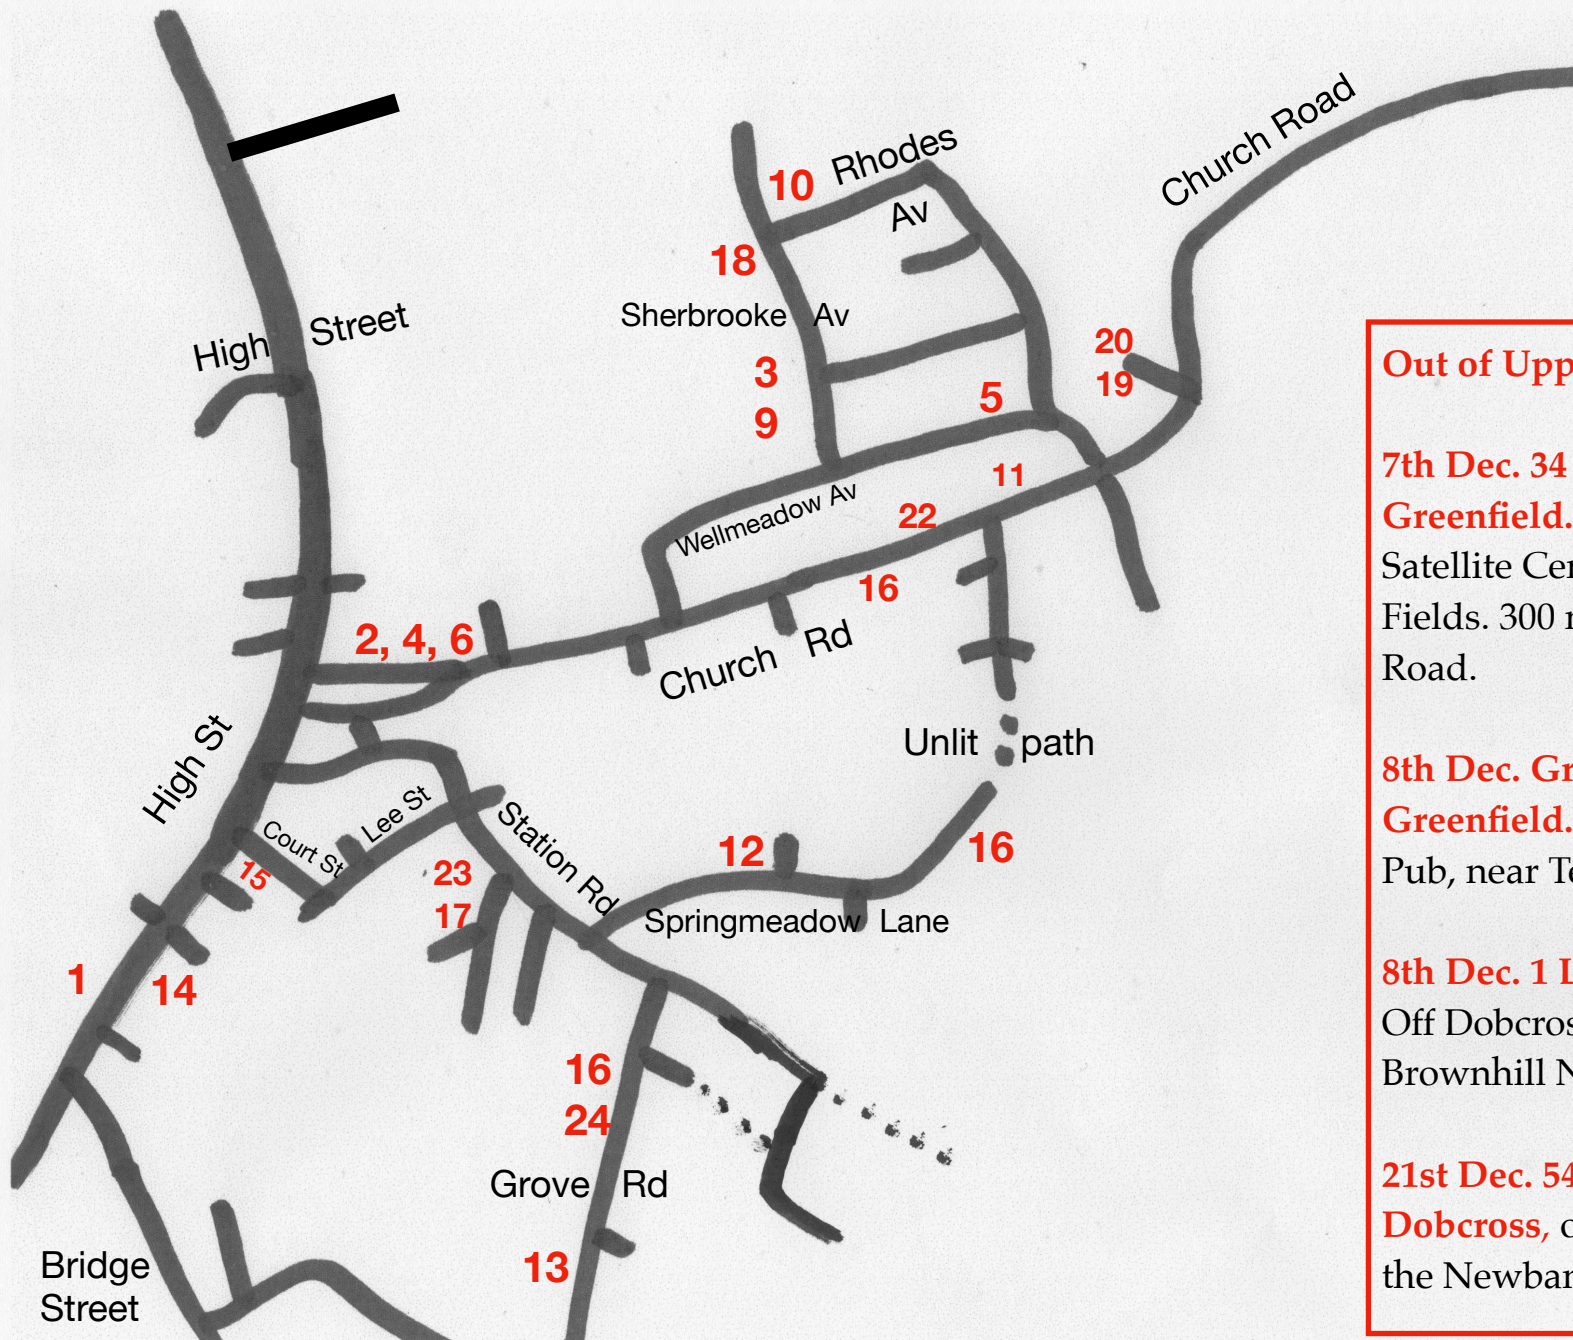 Church Road
10 Rhodes
Av
18
Sherbrooke Av
High Street
3
9
5
20
19
11
22
Wellmeadow Av
16
2, 4, 6
Church Rd
High St
Unlit path
Court St
Lee St
15
Station Rd
23
17
12
16
Springmeadow Lane
1
14
16
24
Grove Rd
13
Bridge
Street
Out of Upp
7th Dec. 34
Greenfield.
Satellite Cer
Fields. 300
Road.
8th Dec. Gr
Greenfield.
Pub, near Te
8th Dec. 1 L
Off Dobcros
Brownhill N
21st Dec. 54
Dobcross, o
the Newbar